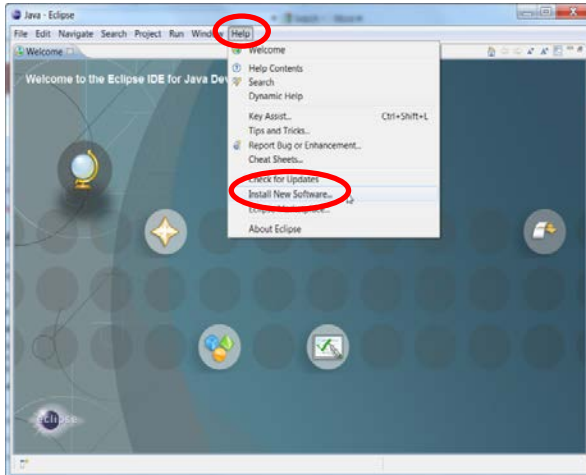 Java - Eclipse
File Edit Navigate Search Project Run Window Help
Welcome
Welcome to the Eclipse IDE for Java Dev
Welcome
Help Contents
Search
Dynamic Help
Key Assist... Ctrl+Shift+L
Tips and Tricks...
Report Bug or Enhancement...
Cheat Sheets...
Check for Updates
Install New Software...
Eclipse Marketplace...
About Eclipse
eclipse